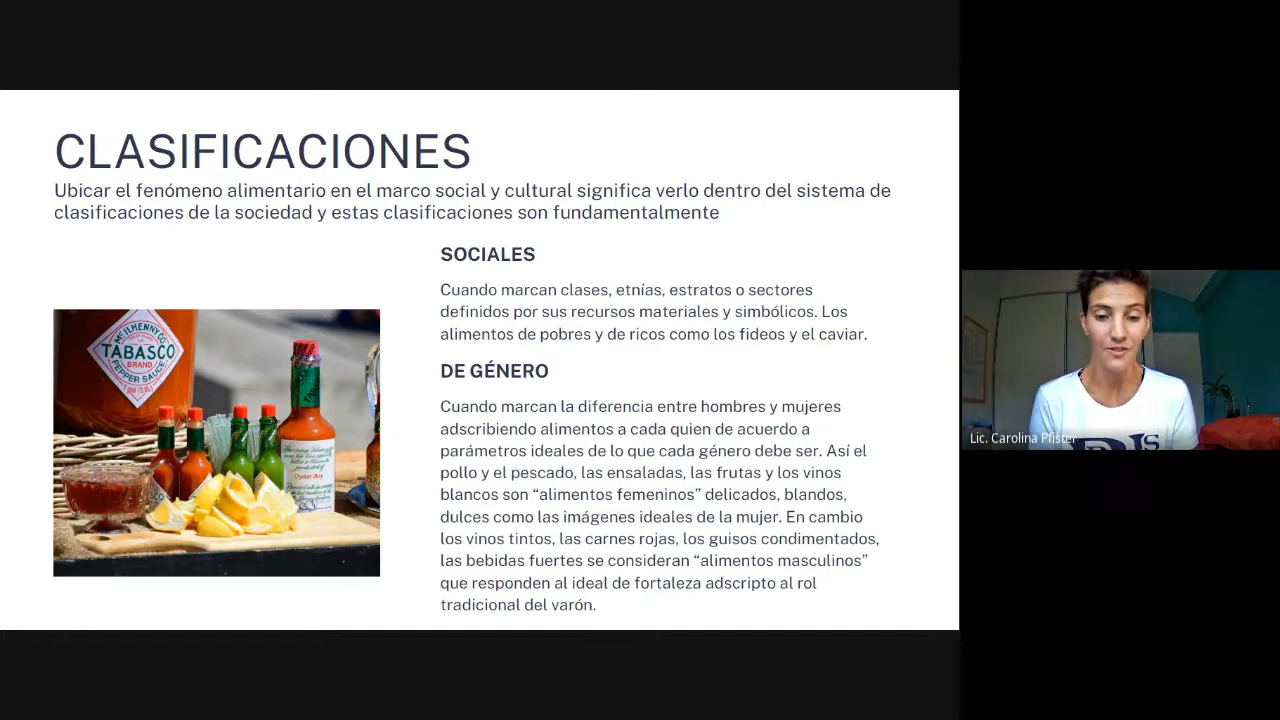 CLASIFICACIONES
Ubicar el fenómeno alimentario en el marco social y cultural significa verlo dentro del sistema de
clasificaciones de la sociedad y estas clasificaciones son fundamentalmente
SOCIALES
Cuando marcan clases, etnías, estratos o sectores
definidos por sus recursos materiales y simbólicos. Los
alimentos de pobres y de ricos como los fideos y el caviar.
DE GÉNERO
Cuando marcan la diferencia entre hombres y mujeres
adscribiendo alimentos a cada quien de acuerdo a
parámetros ideales de lo que cada género debe ser. Así el
pollo y el pescado, las ensaladas, las frutas y los vinos
blancos son “alimentos femeninos” delicados, blandos,
dulces como las imágenes ideales de la mujer. En cambio
los vinos tintos, las carnes rojas, los guisos condimentados,
las bebidas fuertes se consideran “alimentos masculinos”
que responden al ideal de fortaleza adscripto al rol
tradicional del varón.
McILHENNY CO.
TABASCO
BRAND
PEPPER SAUCE
Lic. Carolina Pfister